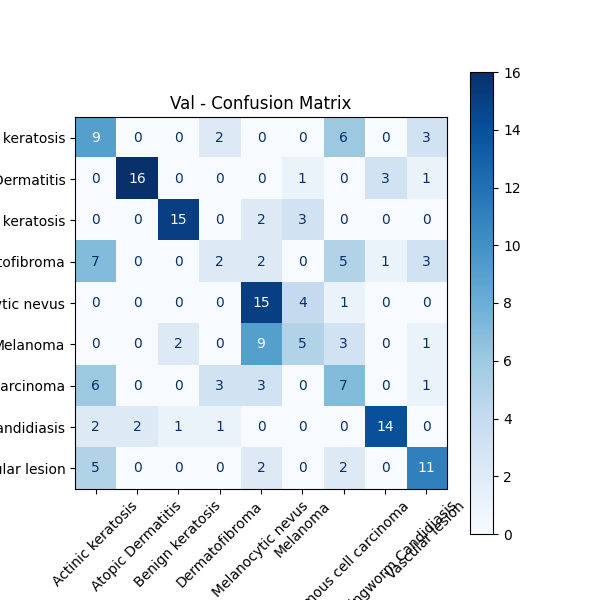 Val - Confusion Matrix
keratosis 9 0 0 2 0 0 6 0 3
Dermatitis 0 16 0 0 0 1 0 3 1
keratosis 0 0 15 0 2 3 0 0 0
tofibroma 7 0 0 2 2 0 5 1 3
ytic nevus 0 0 0 0 15 4 1 0 0
Melanoma 0 0 2 0 9 5 3 0 1
arcinoma 6 0 0 3 3 0 7 0 1
andidiasis 2 2 1 1 0 0 0 14 0
ular lesion 5 0 0 0 2 0 2 0 11
Actinic keratosis
Atopic Dermatitis
Benign keratosis
Dermatofibroma
Melanocytic nevus
Melanoma
mous cell carcinoma
ngworm Candidiasis
Vascular lesion
16
14
12
10
8
6
4
2
0